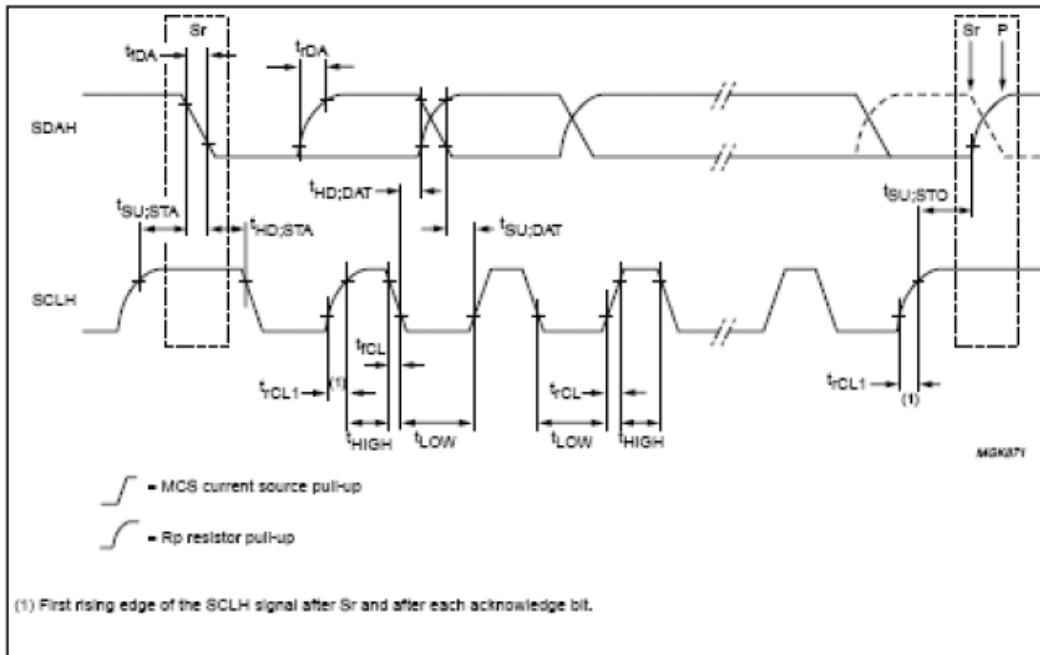 Sr
Sr P
tfDA
trDA
SDAH
tHD;DAT
tSU;STO
tSU;STA
tHD;STA
tSU;DAT
SCLH
tfCL
trCL1
(1)
trCL
trCL1
(1)
tHIGH
tLOW
tLOW
tHIGH
MGK871
= MCS current source pull-up
= Rp resistor pull-up
(1) First rising edge of the SCLH signal after Sr and after each acknowledge bit.